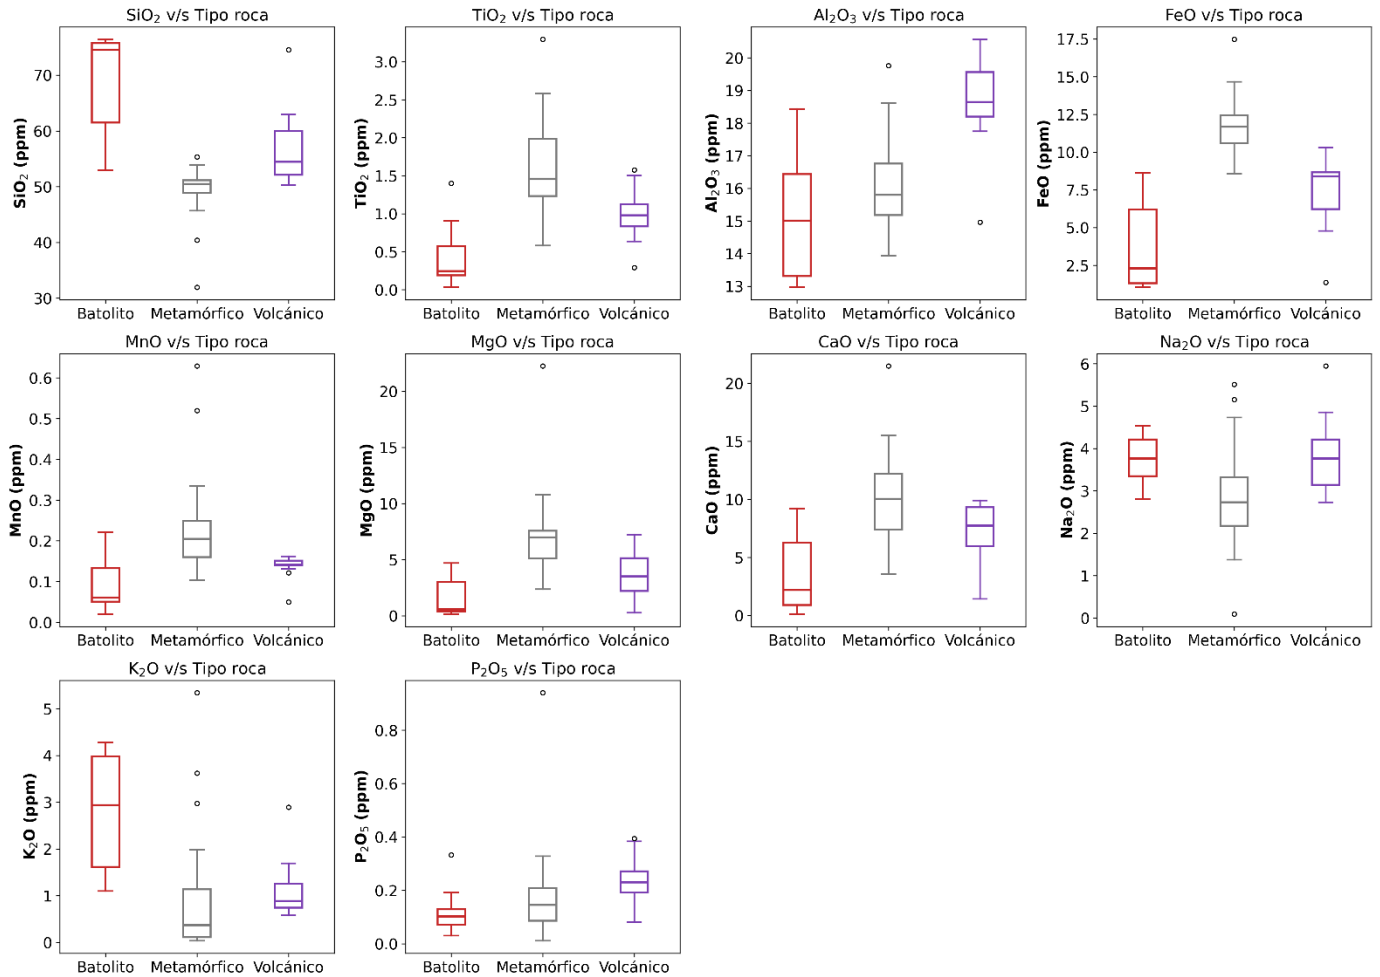 SiO₂ v/s Tipo roca
SiO₂ (ppm)
70
60
50
40
30
Batolito Metamórfico Volcánico
TiO₂ v/s Tipo roca
TiO₂ (ppm)
3.0
2.5
2.0
1.5
1.0
0.5
0.0
Batolito Metamórfico Volcánico
Al₂O₃ v/s Tipo roca
Al₂O₃ (ppm)
20
19
18
17
16
15
14
13
Batolito Metamórfico Volcánico
FeO v/s Tipo roca
FeO (ppm)
17.5
15.0
12.5
10.0
7.5
5.0
2.5
Batolito Metamórfico Volcánico
MnO v/s Tipo roca
MnO (ppm)
0.6
0.5
0.4
0.3
0.2
0.1
0.0
Batolito Metamórfico Volcánico
MgO v/s Tipo roca
MgO (ppm)
20
15
10
5
0
Batolito Metamórfico Volcánico
CaO v/s Tipo roca
CaO (ppm)
20
15
10
5
0
Batolito Metamórfico Volcánico
Na₂O v/s Tipo roca
Na₂O (ppm)
6
5
4
3
2
1
0
Batolito Metamórfico Volcánico
K₂O v/s Tipo roca
K₂O (ppm)
5
4
3
2
1
0
Batolito Metamórfico Volcánico
P₂O₅ v/s Tipo roca
P₂O₅ (ppm)
0.8
0.6
0.4
0.2
0.0
Batolito Metamórfico Volcánico